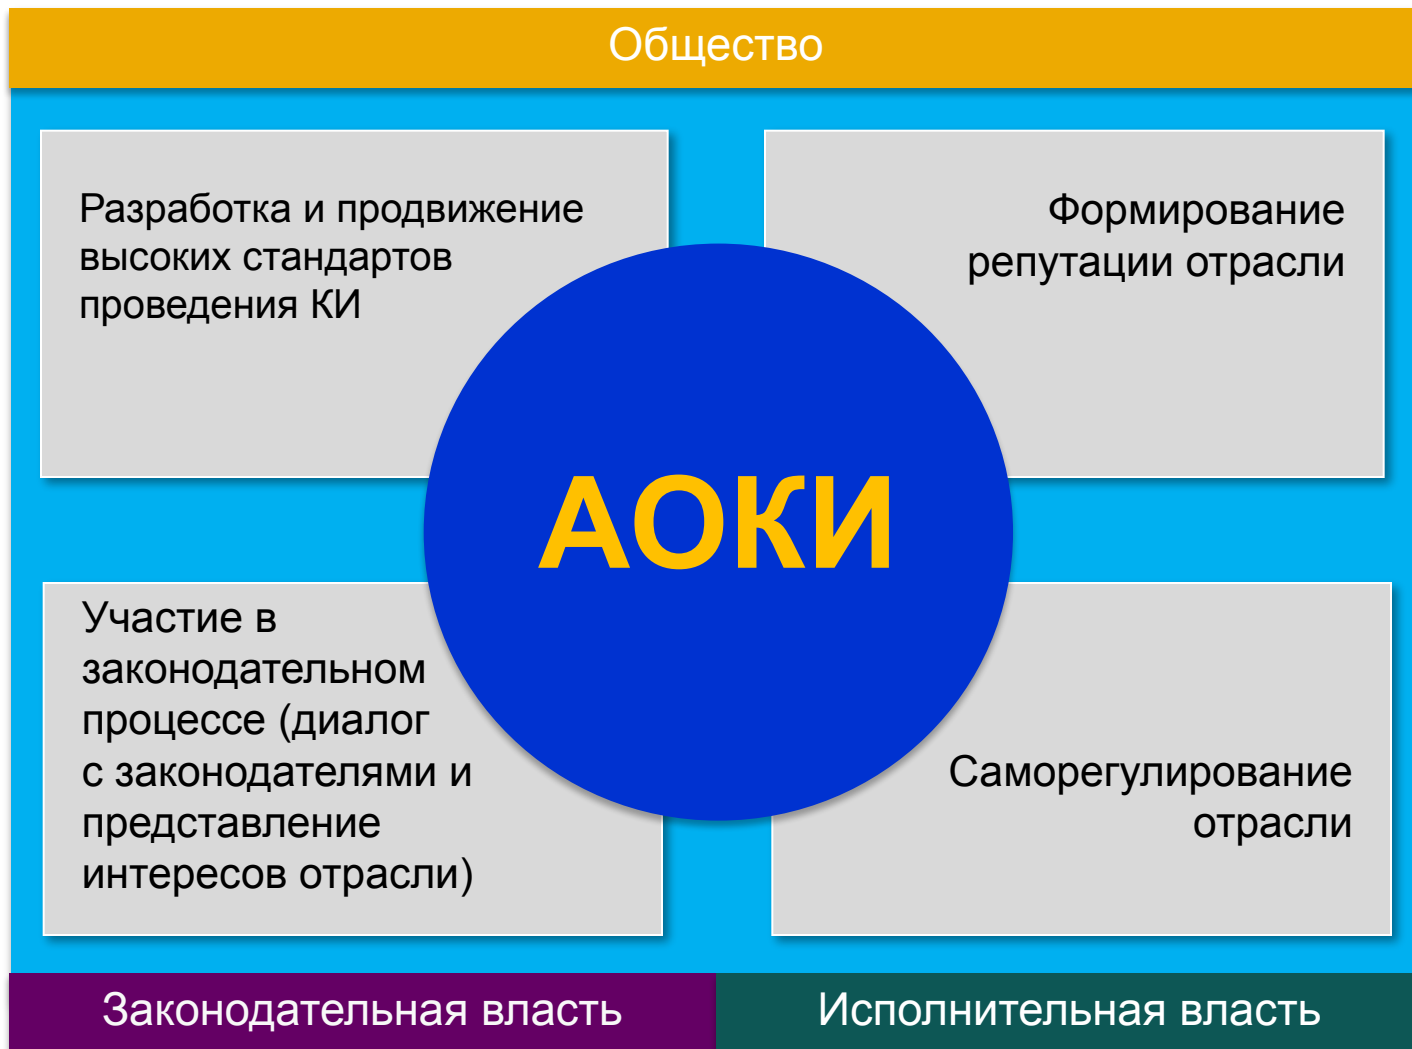 Общество
Разработка и продвижение
высоких стандартов
проведения КИ
Формирование
репутации отрасли
АОКИ
Участие в
законодательном
процессе (диалог
с законодателями и
представление
интересов отрасли)
Саморегулирование
отрасли
Законодательная власть
Исполнительная власть